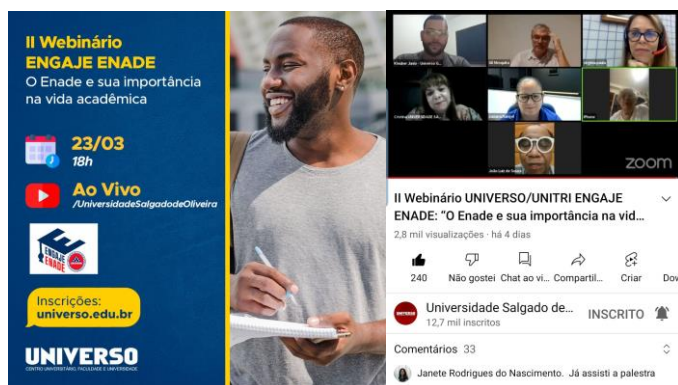 II Webinário
ENGAJE ENADE
O Enade e sua importância
na vida acadêmica
23/03
18h
Ao Vivo
/UniversidadeSalgadodeOliveira
ENGAJE
ENADE
Inscrições:
universo.edu.br
UNIVERSO
CENTRO UNIVERSITÁRIO, FACULDADE E UNIVERSIDADE
zoom
II Webinário UNIVERSO/UNITRI ENGAJE
ENADE: “O Enade e sua importância na vid...
2,8 mil visualizações · há 4 dias
240 Não gostei Chat ao vi... Compartil... Criar Dow
UNIVERSO
Universidade Salgado de...
12,7 mil inscritos
INSCRITO
Comentários 33
Janete Rodrigues do Nascimento. Já assisti a palestra